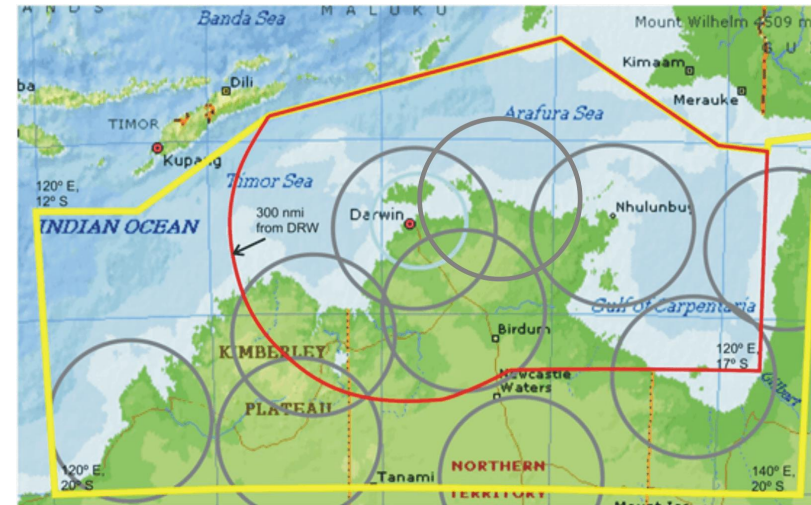 Banda Sea
MALUKU
Mount Wilhelm 4509 m
Kimaam
Dili
Merauke
TIMOR
Arafura Sea
Kupang
120° E,
12° S
Timor Sea
INDIAN OCEAN
300 nmi
from DRW
Darwin
Nhulunbuy
Gulf of Carpentaria
Birdum
KIMBERLEY
120° E,
17° S
Newcastle
Waters
PLATEAU
Gilbert
120° E,
20° S
Tanami
NORTHERN
TERRITORY
140° E,
20° S